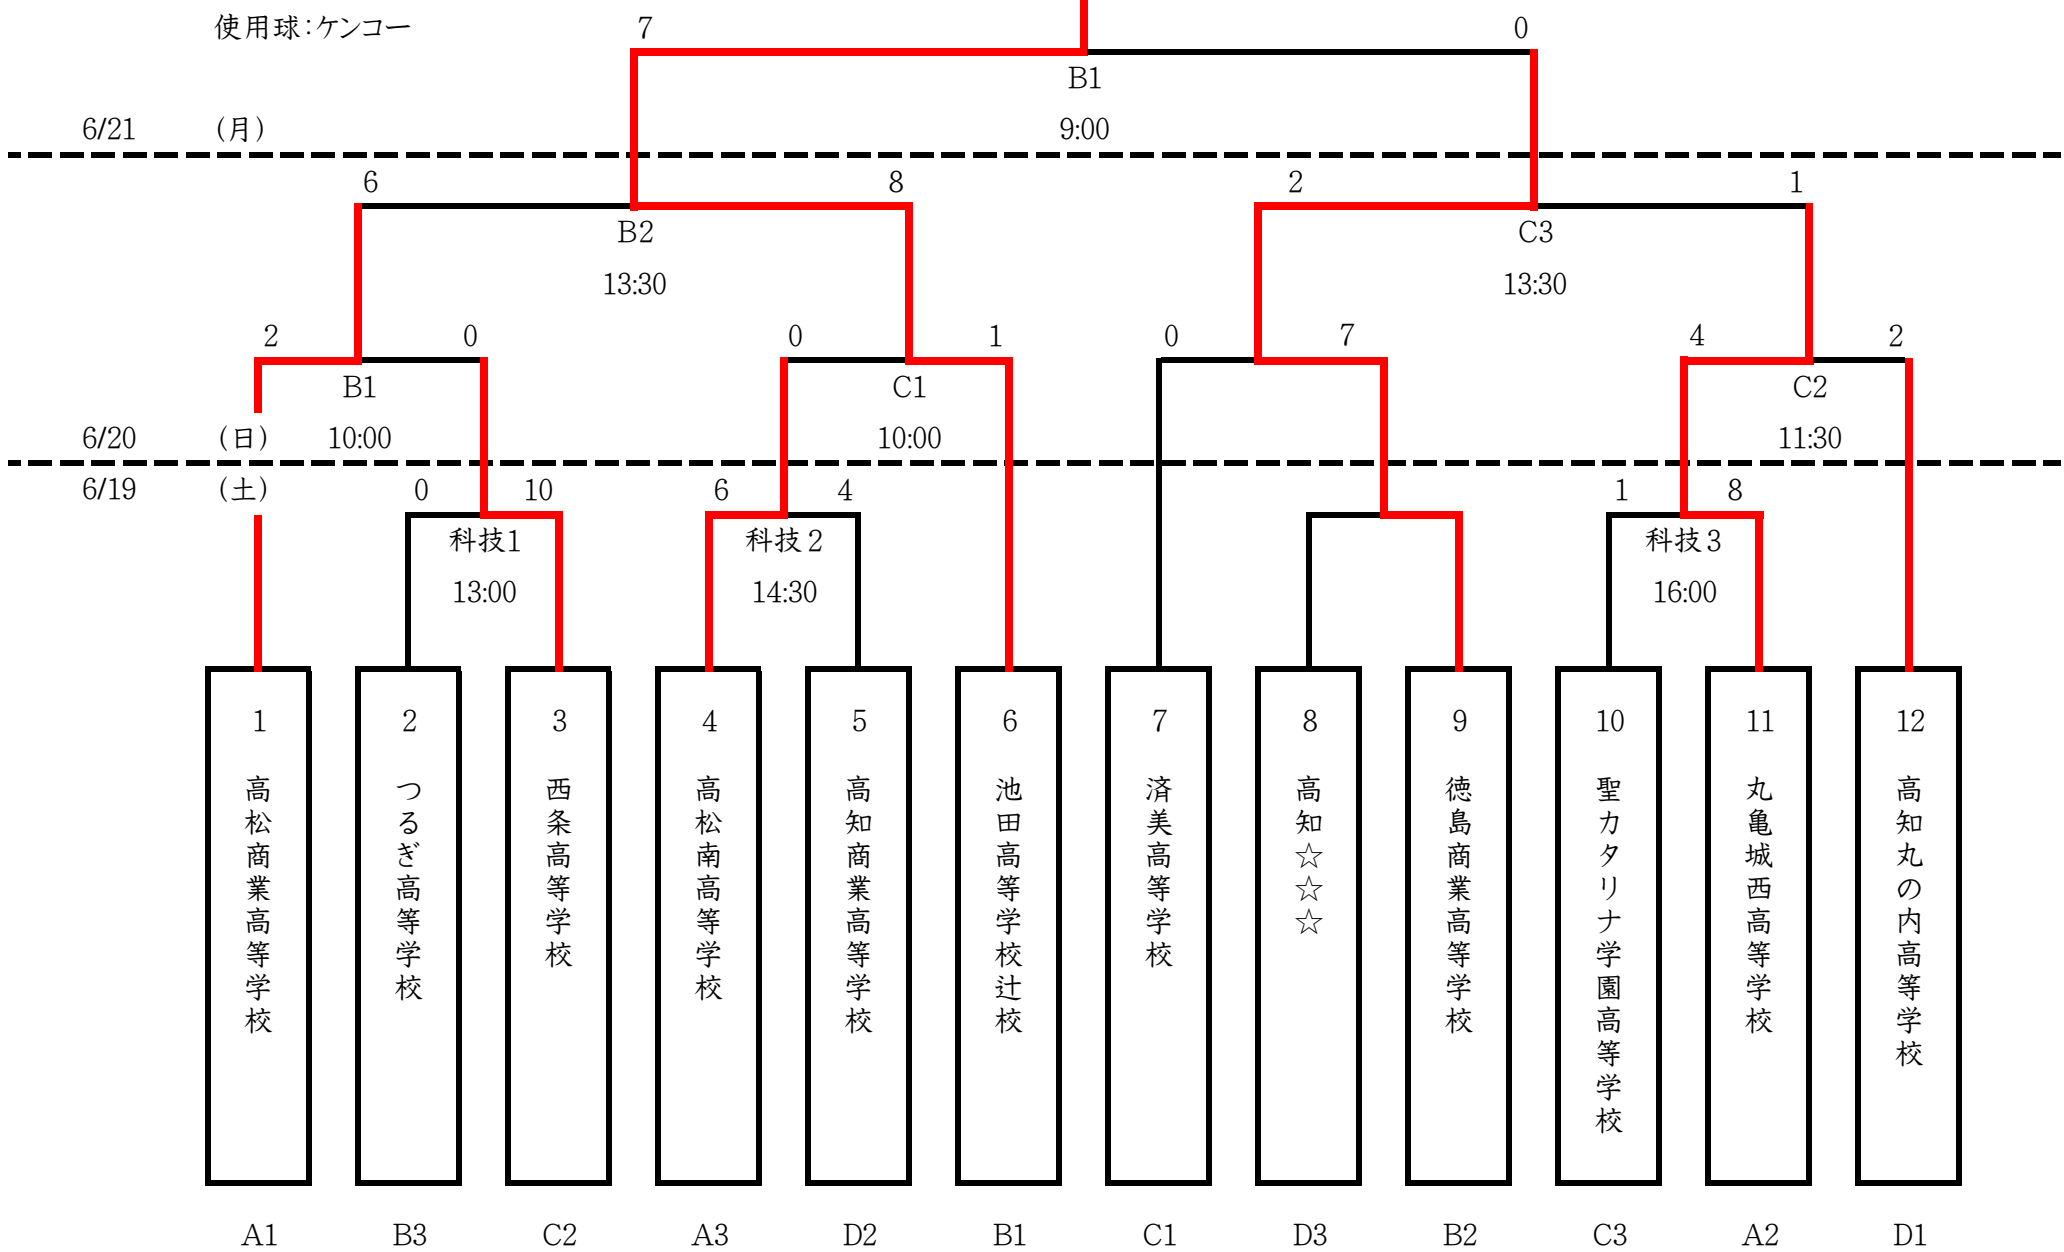 使用球:ケンコー
7
0
B1
6/21
(月)
9:00
6
8
2
1
B2
C3
13:30
13:30
2
0
0
1
0
7
4
2
B1
C1
C2
6/20
(日)
10:00
10:00
11:30
6/19
(土)
0
10
6
4
1
8
科技1
科技2
科技3
13:00
14:30
16:00
1
高松商業高等学校
2
つるぎ高等学校
3
西条高等学校
4
高松南高等学校
5
高知商業高等学校
6
池田高等学校辻校
7
済美高等学校
8
高知☆☆☆
9
徳島商業高等学校
10
聖カタリナ学園高等学校
11
丸亀城西高等学校
12
高知丸の内高等学校
A1
B3
C2
A3
D2
B1
C1
D3
B2
C3
A2
D1